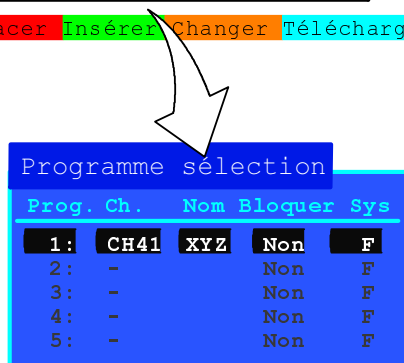 acer Insérer Changer Télécharg
Programme sélection
Prog. Ch. Nom Bloquer Sys
1: CH41 XYZ Non F
2: - Non F
3: - Non F
4: - Non F
5: - Non F